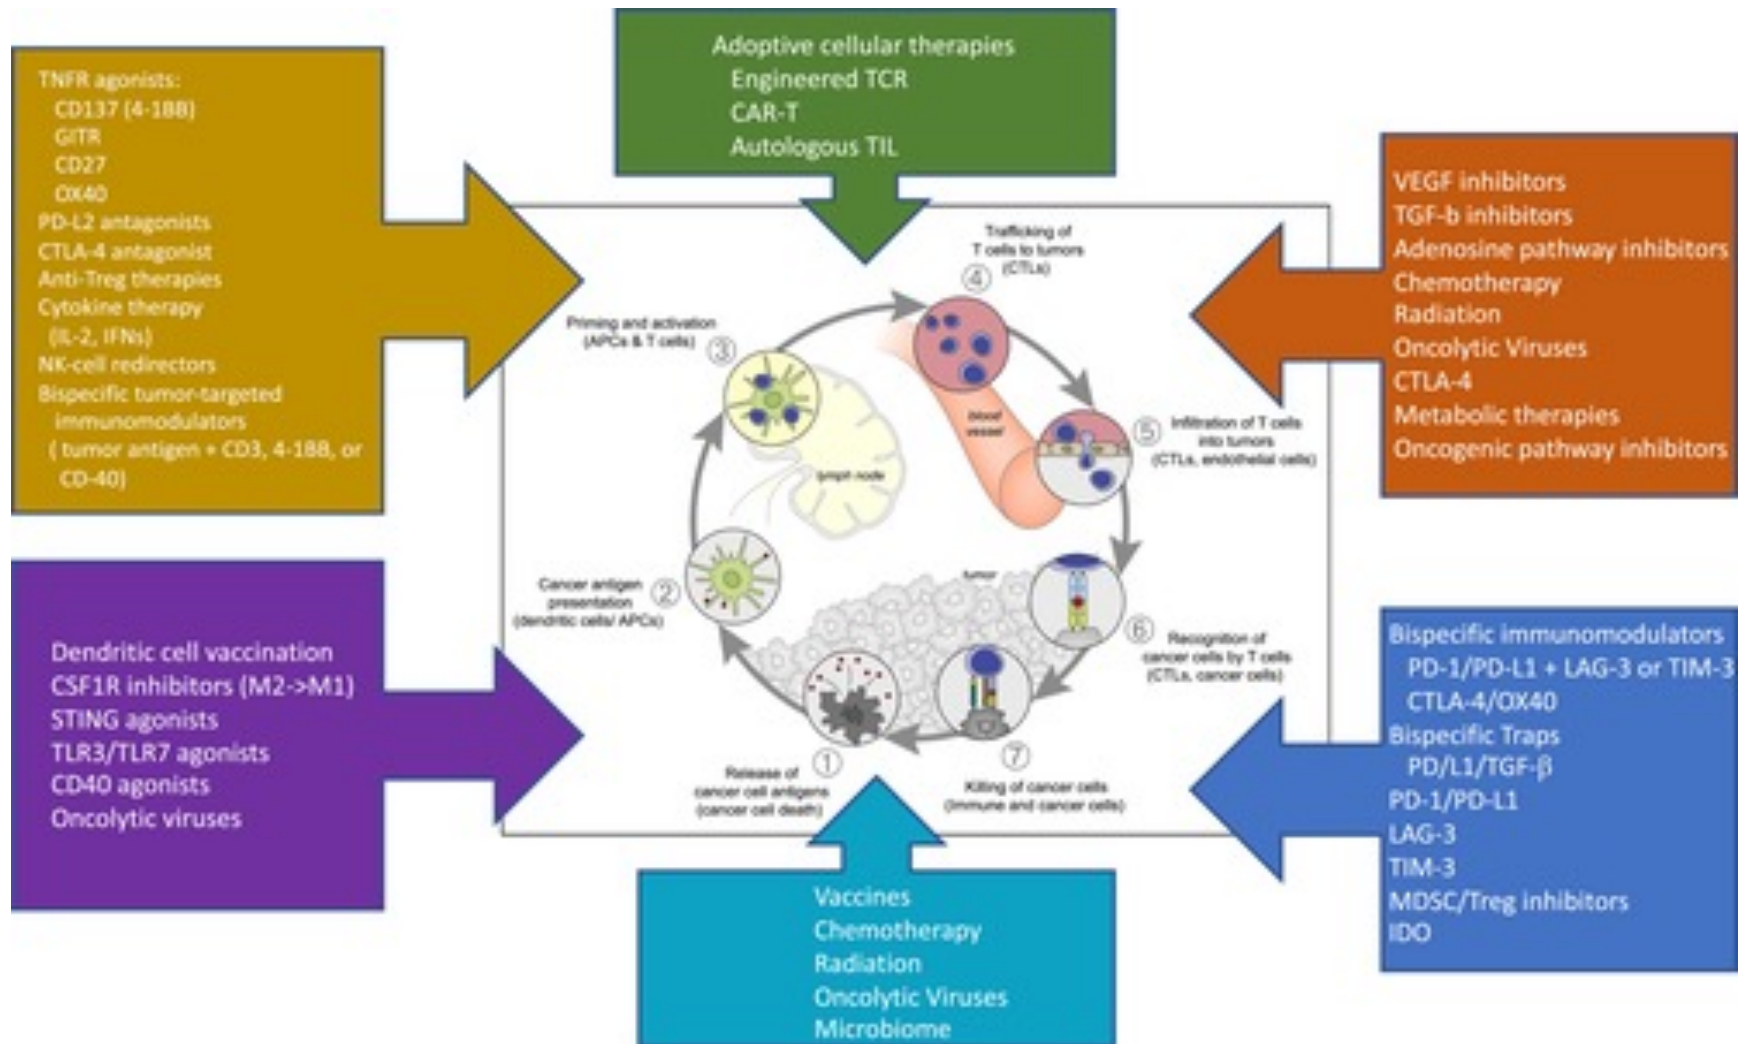 TNFR agonists:
CD137 (4-1BB)
GITR
CD27
OX40
PD-L2 antagonists
CTLA-4 antagonist
Anti-Treg therapies
Cytokine therapy
(IL-2, IFNs)
NK-cell redirectors
Bispecific tumor-targeted
immunomodulators
( tumor antigen + CD3, 4-1BB, or
CD-40)
Adoptive cellular therapies
Engineered TCR
CAR-T
Autologous TIL
VEGF inhibitors
TGF-b inhibitors
Adenosine pathway inhibitors
Chemotherapy
Radiation
Oncolytic Viruses
CTLA-4
Metabolic therapies
Oncogenic pathway inhibitors
Trafficking of
T cells to tumors
(CTLs)
④
Priming and activation
(APCs & T cells)
③
lymph node
blood
vessel
⑤
Infiltration of T cells
into tumors
(CTLs, endothelial cells)
Cancer antigen
presentation
(dendritic cells/ APCs)
②
tumor
⑥
Recognition of
cancer cells by T cells
(CTLs, cancer cells)
①
Release of
cancer cell antigens
(cancer cell death)
⑦
Killing of cancer cells
(Immune and cancer cells)
Dendritic cell vaccination
CSF1R inhibitors (M2->M1)
STING agonists
TLR3/TLR7 agonists
CD40 agonists
Oncolytic viruses
Bispecific immunomodulators
PD-1/PD-L1 + LAG-3 or TIM-3
CTLA-4/OX40
Bispecific Traps
PD/L1/TGF-β
PD-1/PD-L1
LAG-3
TIM-3
MDSC/Treg inhibitors
IDO
Vaccines
Chemotherapy
Radiation
Oncolytic Viruses
Microbiome